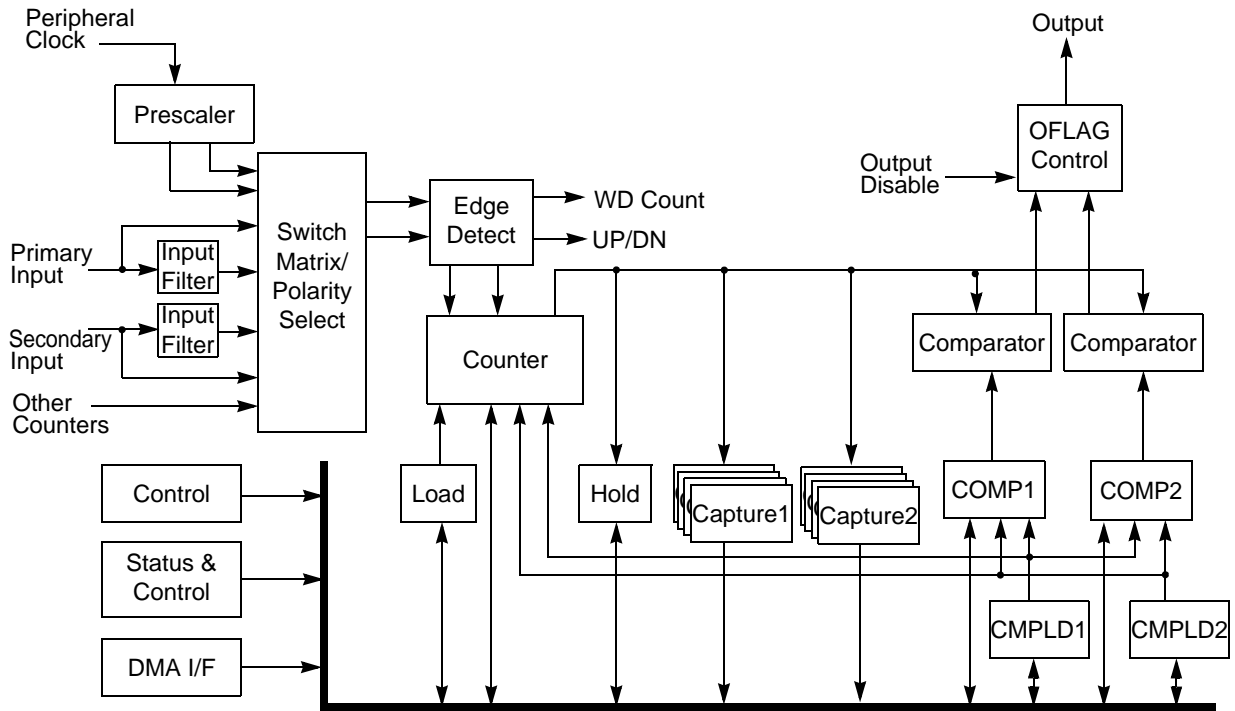 Peripheral
Clock
Prescaler
Primary
Input
Input
Filter
Input
Filter
Secondary
Input
Other
Counters
Switch
Matrix/
Polarity
Select
Edge
Detect
WD Count
UP/DN
Counter
Output
OFLAG
Control
Output
Disable
Comparator
Comparator
Control
Status &
Control
DMA I/F
Load
Hold
Capture1
Capture2
COMP1
COMP2
CMPLD1
CMPLD2